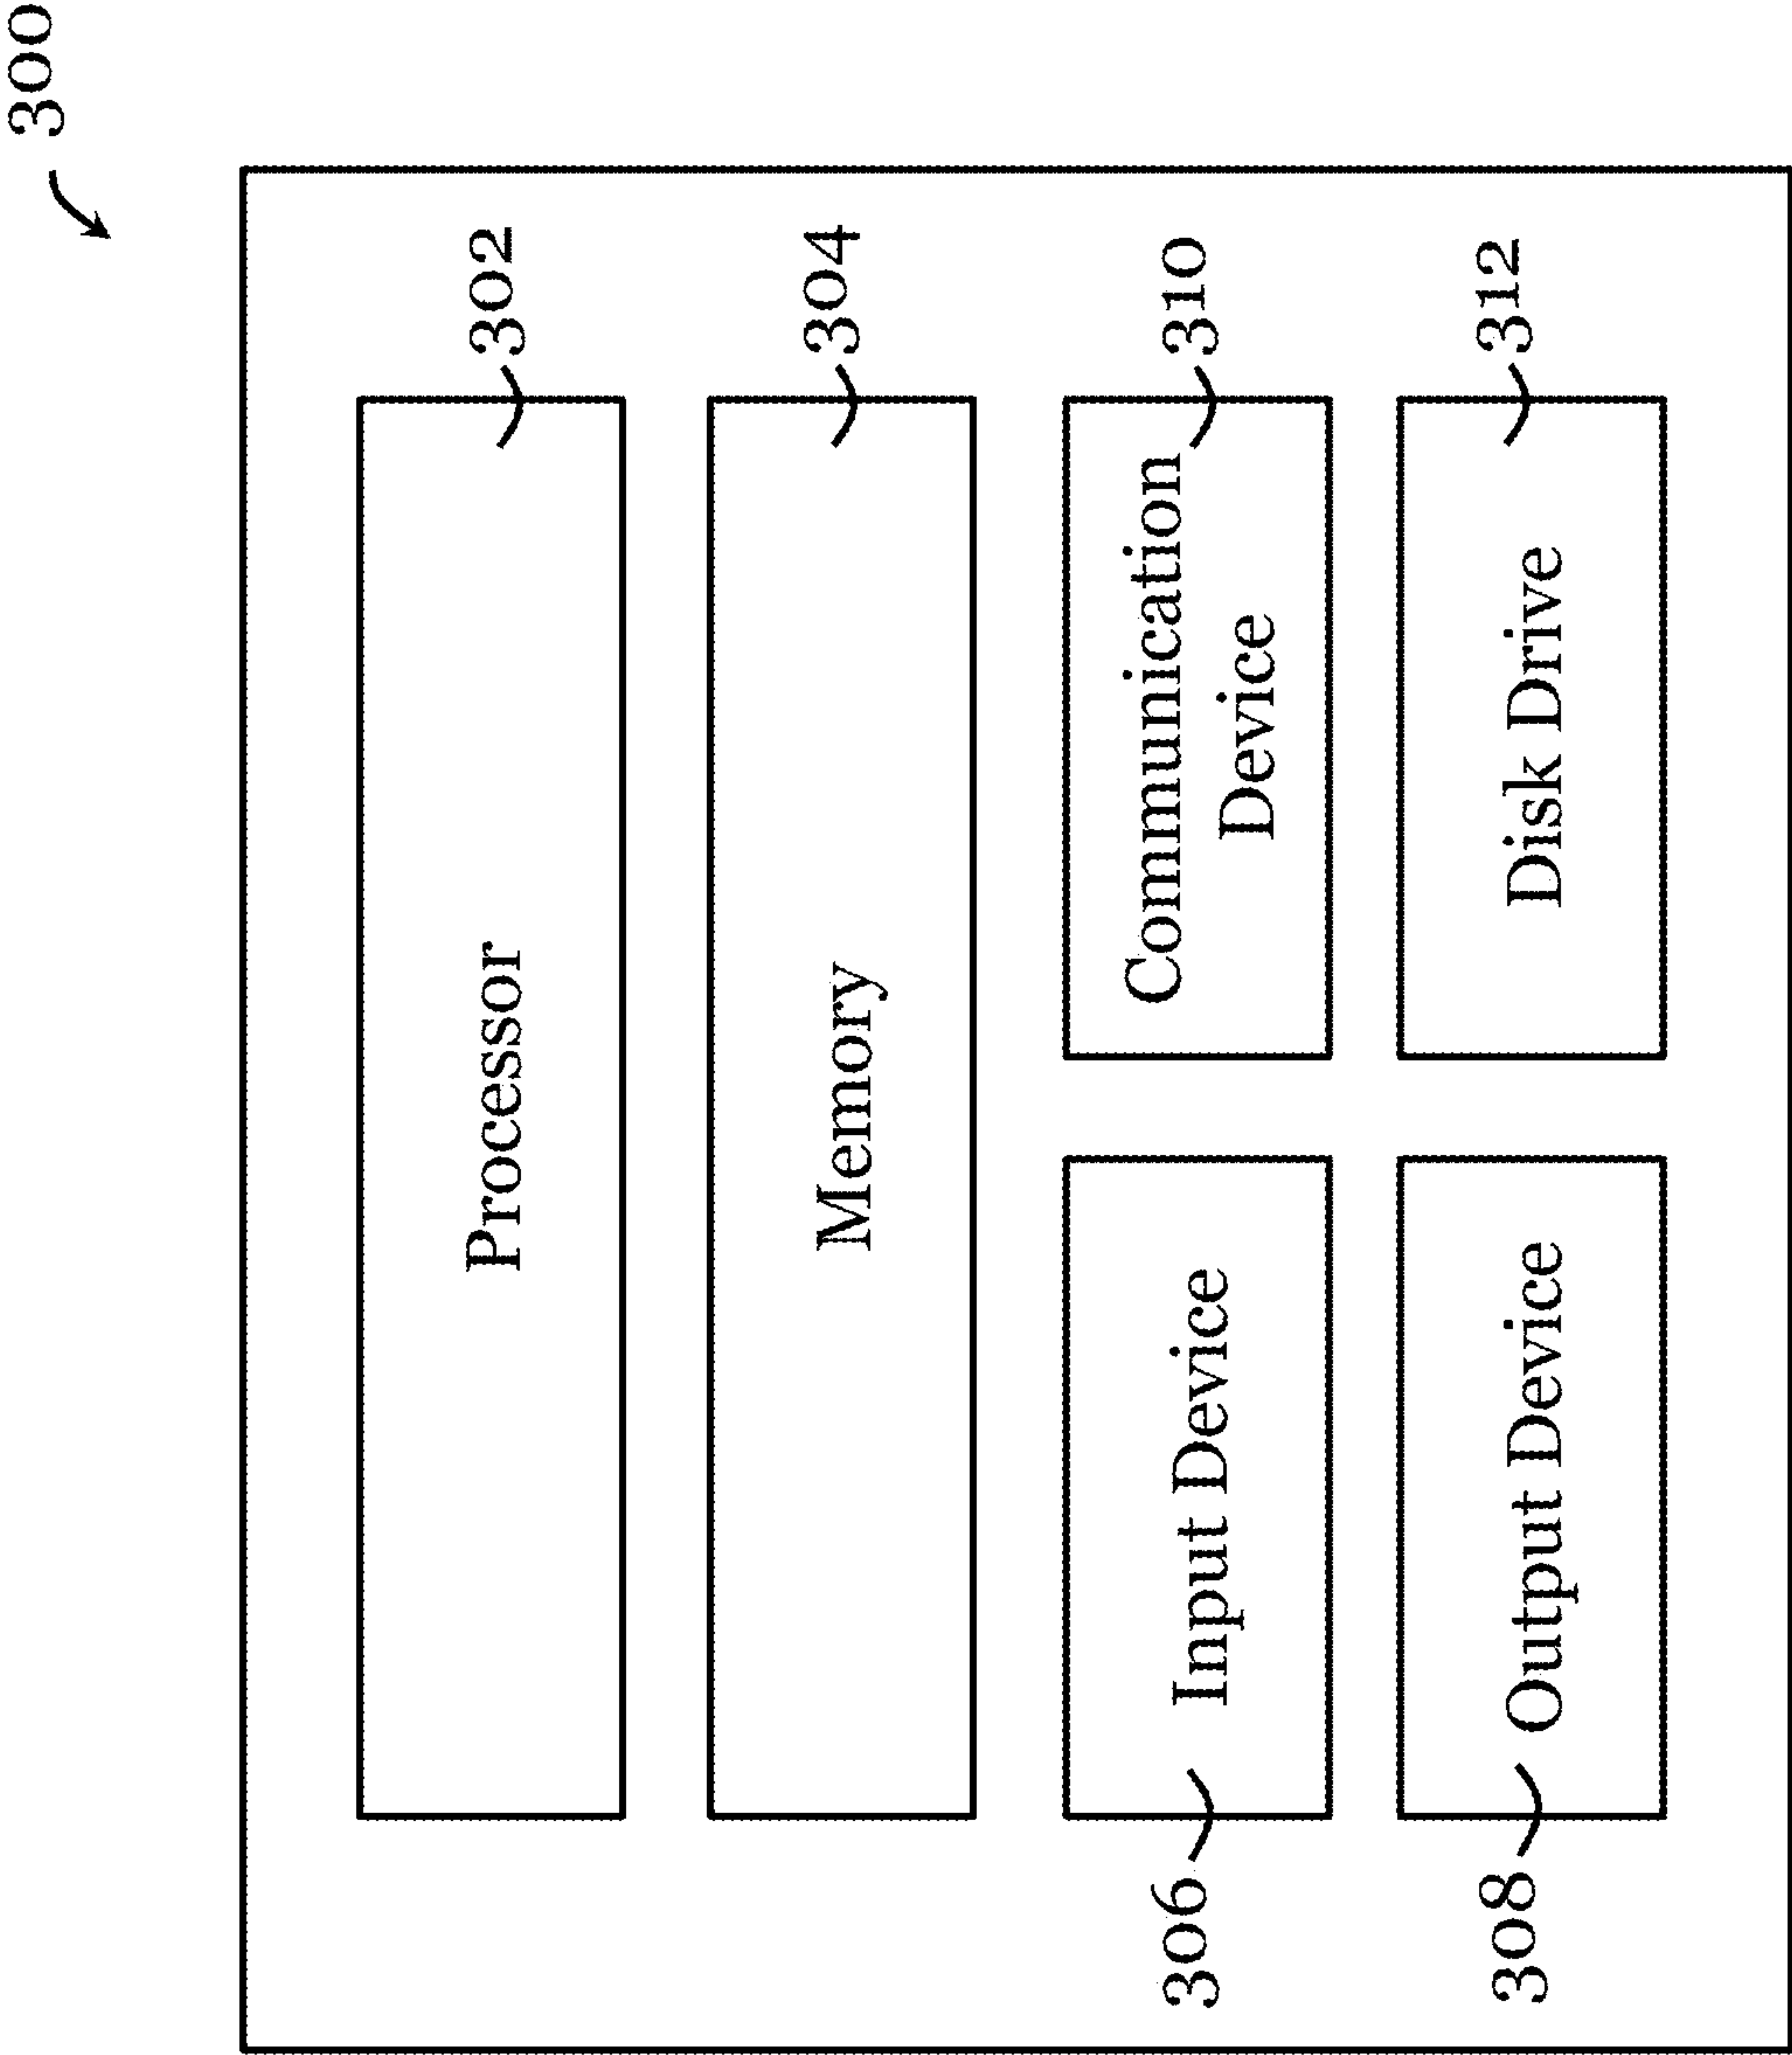 300
Processor
302
Memory
304
306
Input Device
Communication
Device
310
308
Output Device
Disk Drive
312